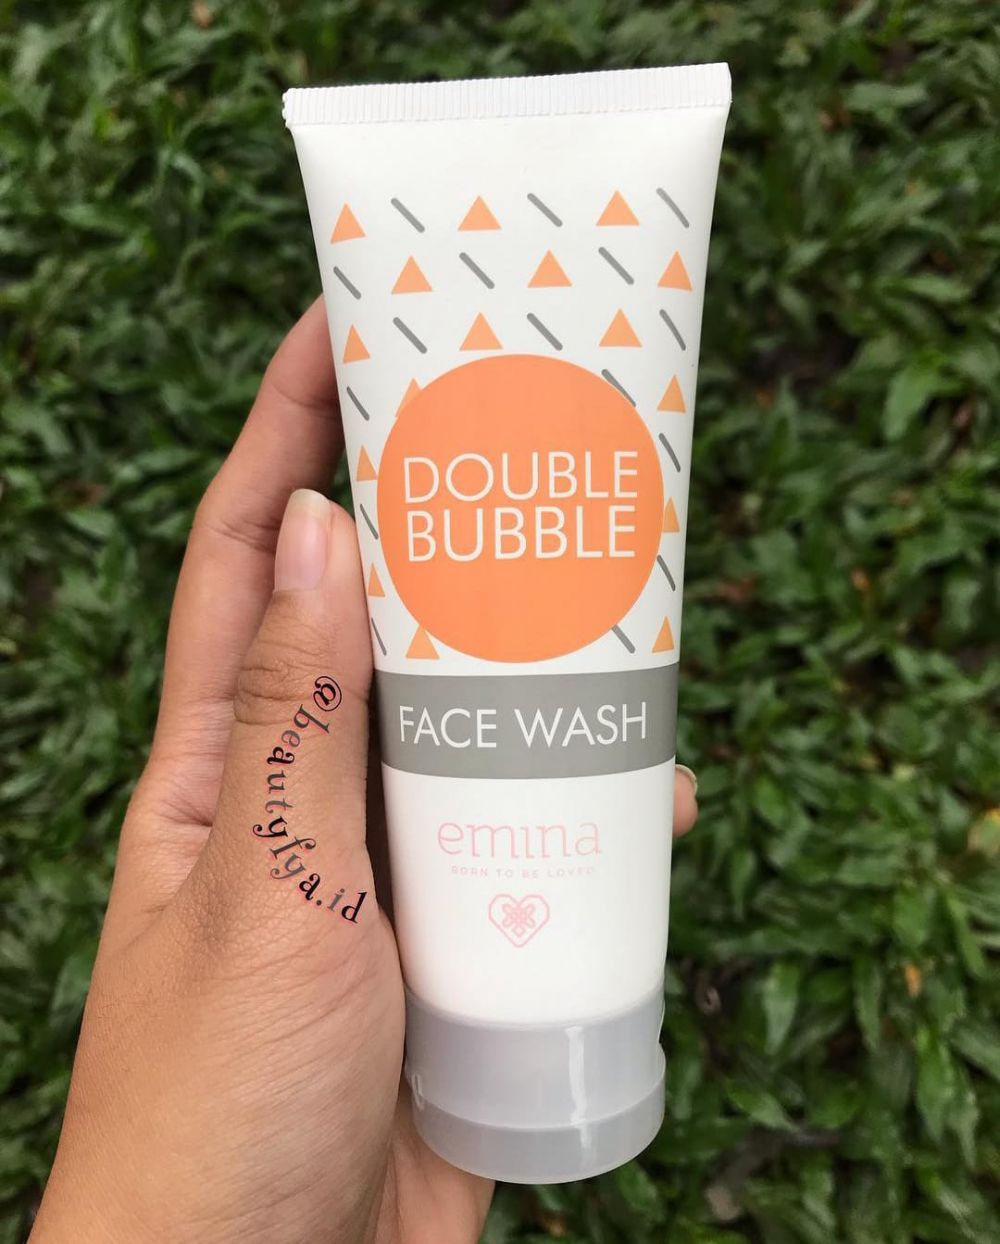 DOUBLE
BUBBLE
FACE WASH
emina
BORN TO BE LOVED
@beautyfya.id